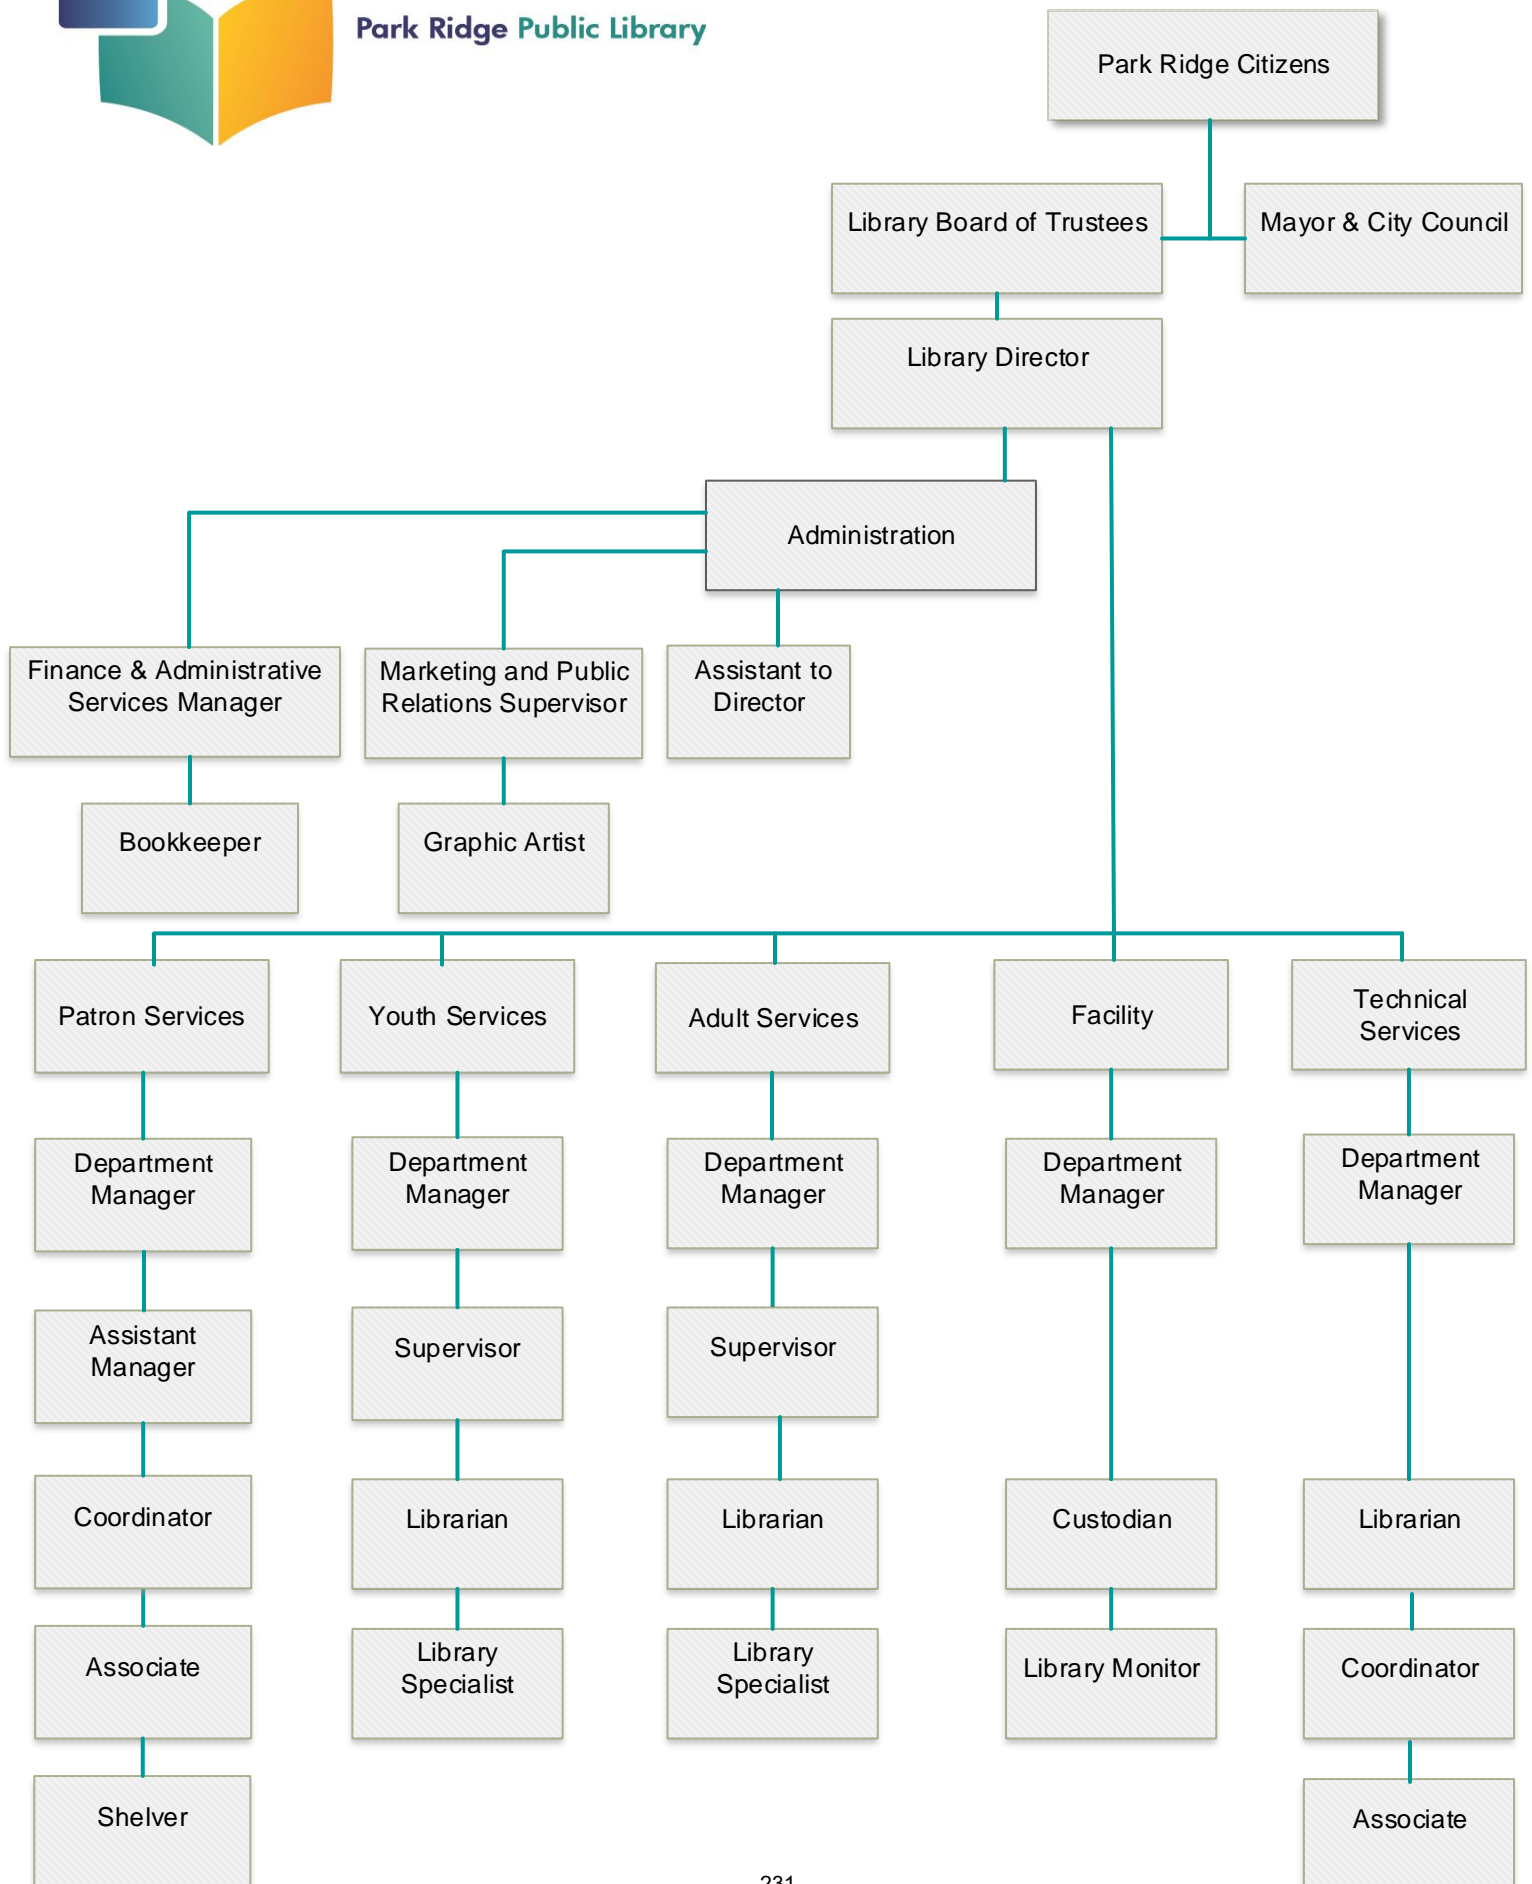 Park Ridge Public Library
Park Ridge Citizens
Library Board of Trustees
Mayor & City Council
Library Director
Administration
Finance & Administrative
Services Manager
Marketing and Public
Relations Supervisor
Assistant to
Director
Bookkeeper
Graphic Artist
Patron Services
Youth Services
Adult Services
Facility
Technical
Services
Department
Manager
Department
Manager
Department
Manager
Department
Manager
Department
Manager
Assistant
Manager
Supervisor
Supervisor
Coordinator
Librarian
Librarian
Custodian
Librarian
Associate
Library
Specialist
Library
Specialist
Library Monitor
Coordinator
Shelver
Associate
231